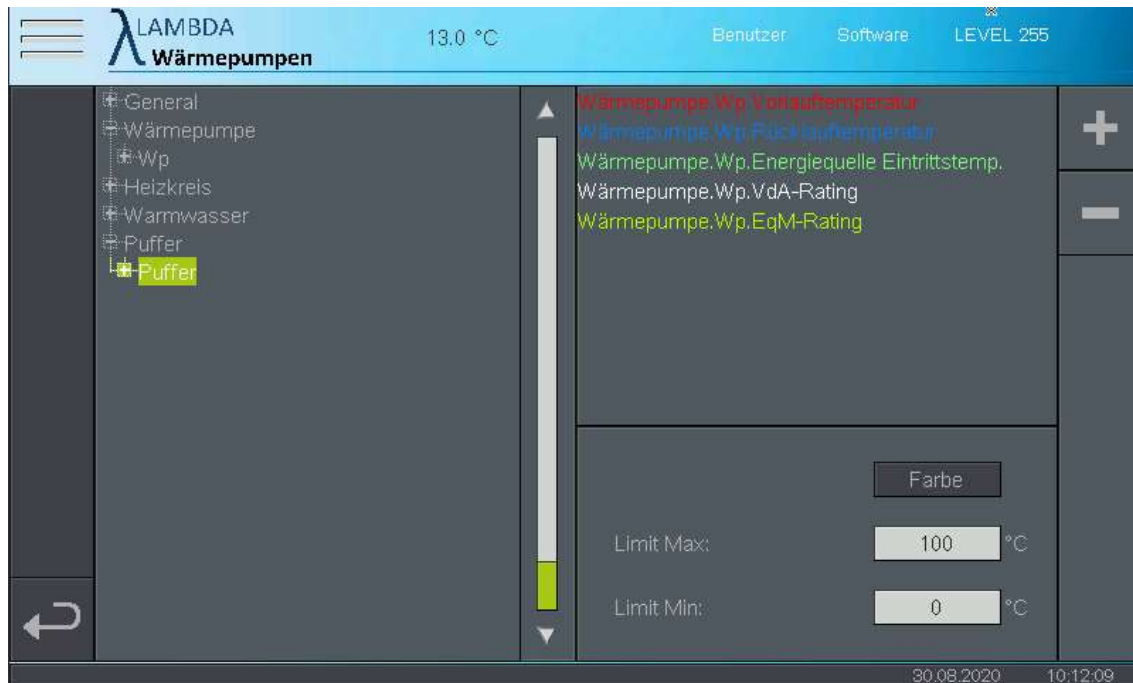 LAMBDA
Wärmepumpen
13.0 °C
Benutzer
Software
LEVEL 255
General
Wärmepumpe
Wp
Heizkreis
Warmwasser
Puffer
Puffer
Wärmepumpe.Wp.Vorlauftemperatur
Wärmepumpe.Wp.Rücklauftemperatur
Wärmepumpe.Wp.Energiequelle Eintrittstemp.
Wärmepumpe.Wp.VdA-Rating
Wärmepumpe.Wp.EqM-Rating
Farbe
Limit Max: 100 °C
Limit Min: 0 °C
30.08.2020 10:12:09